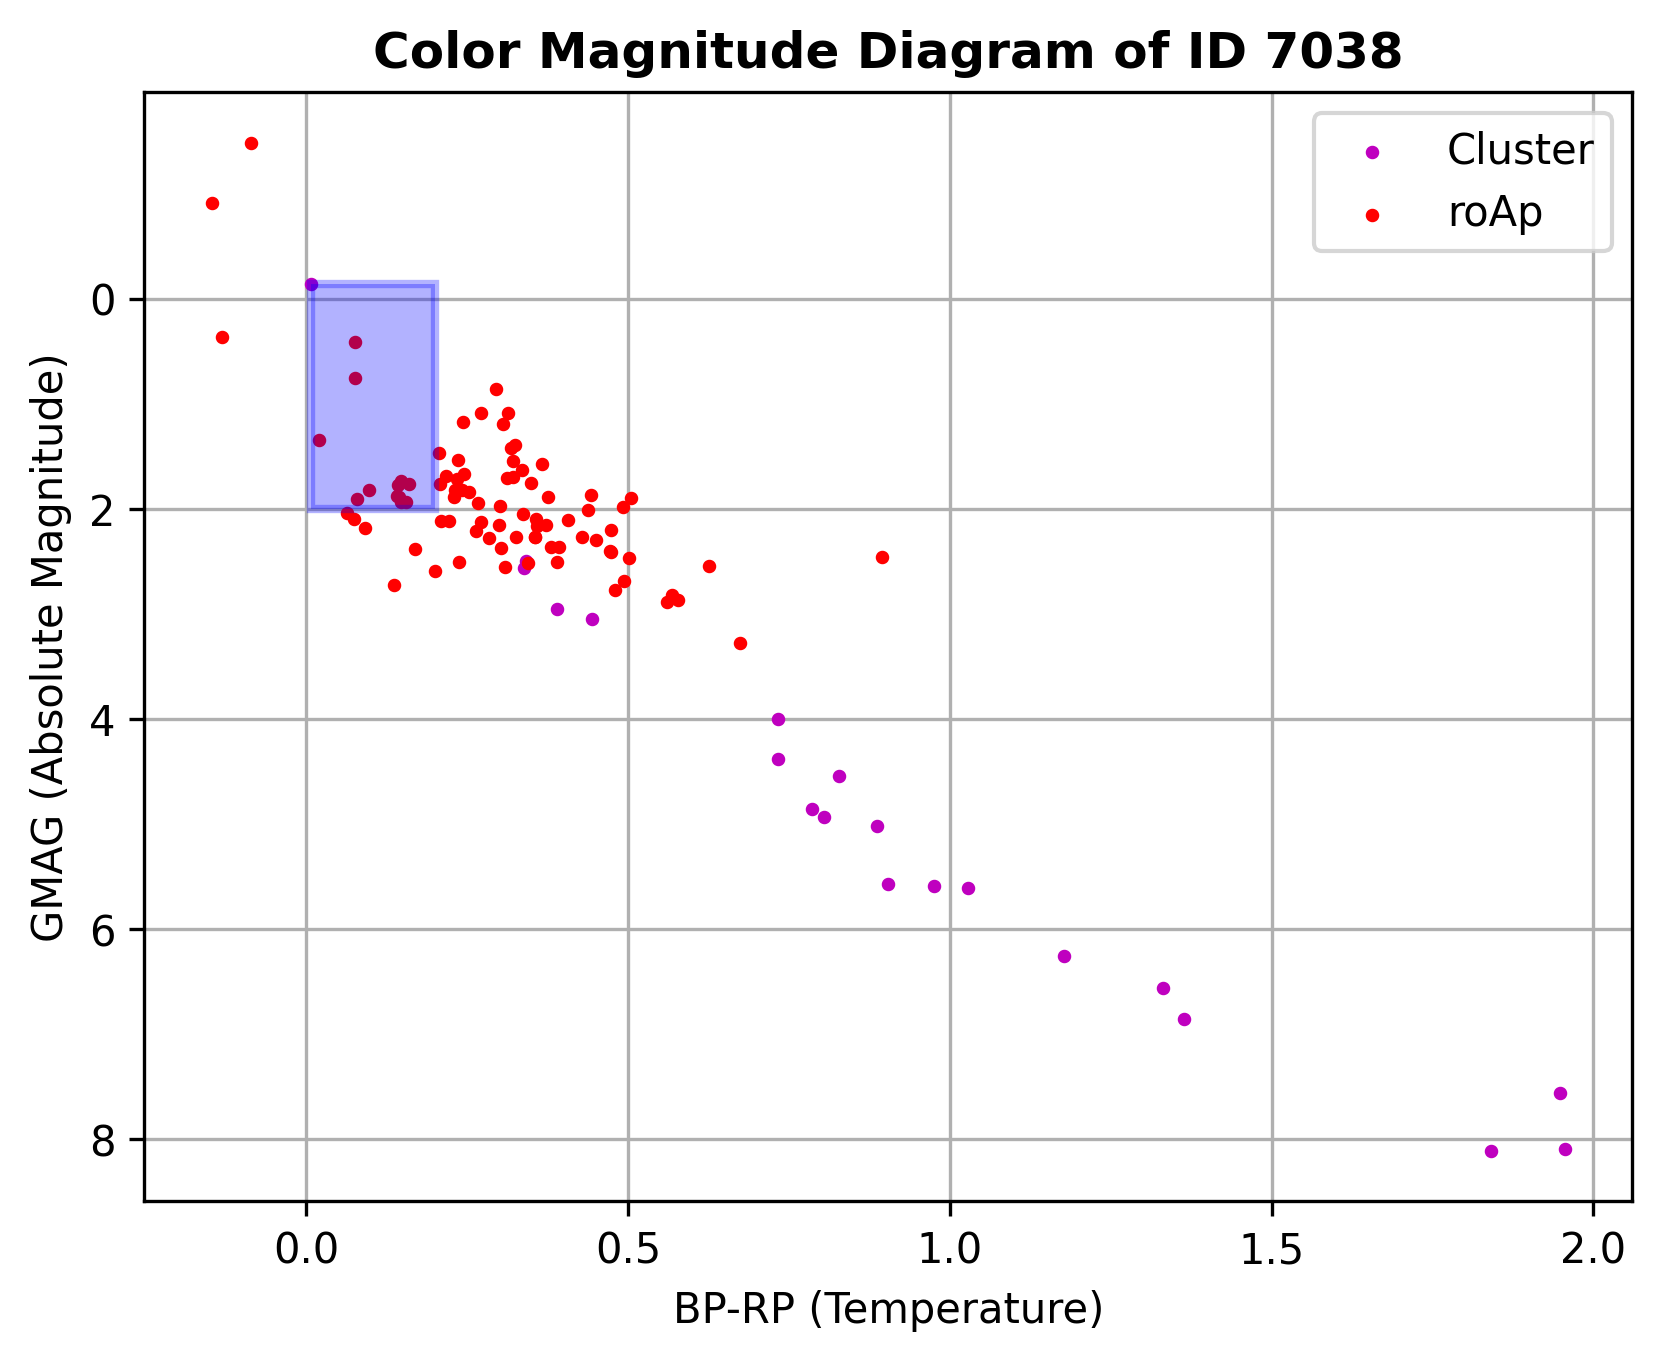 Color Magnitude Diagram of ID 7038
Cluster
roAp
GMAG (Absolute Magnitude)
0
2
4
6
8
0.0 0.5 1.0 1.5 2.0
BP-RP (Temperature)